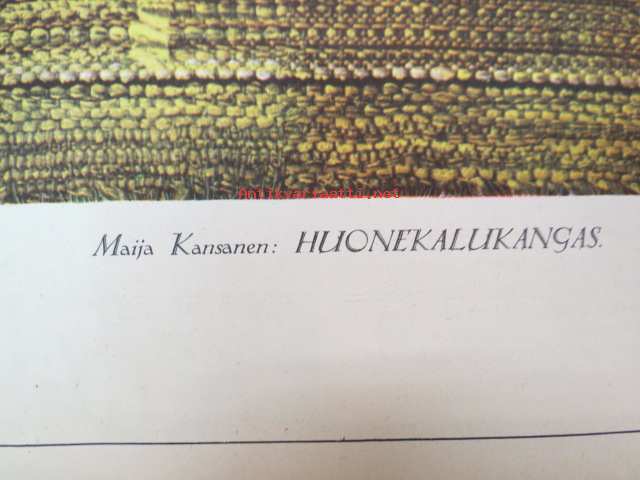 Antikvariaatti.net
Maija Kansanen: HUONEKALUKANGAS.